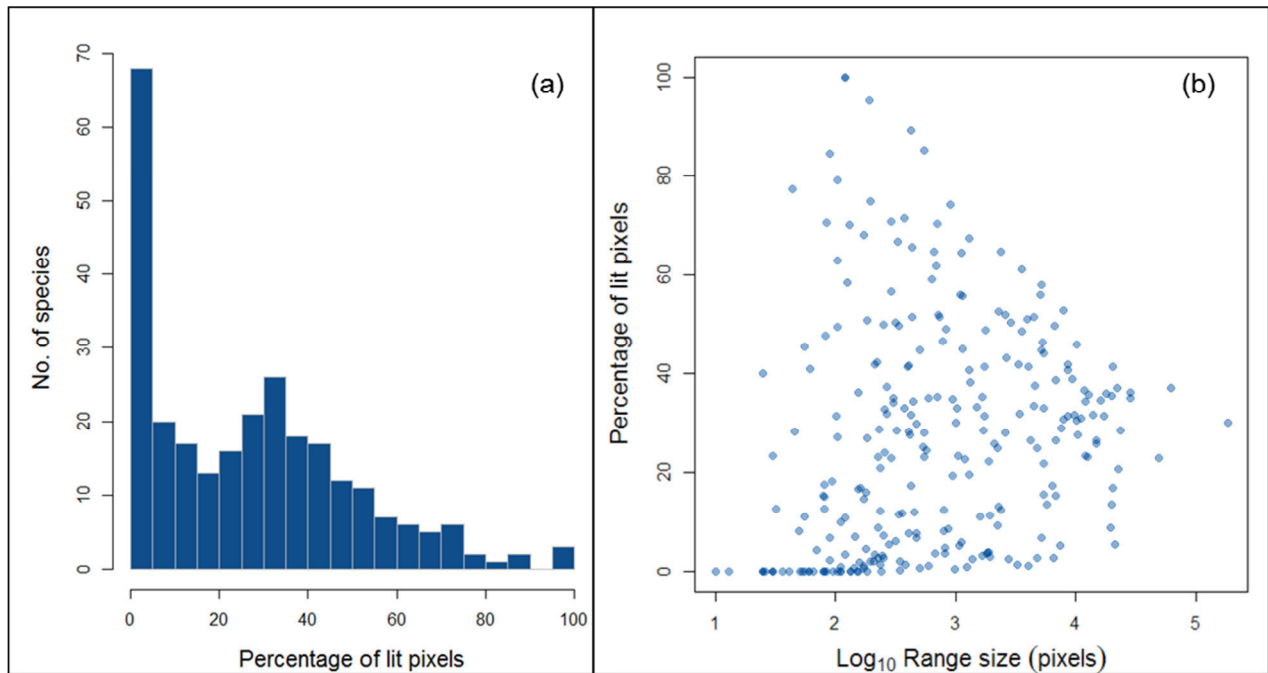 (a)
No. of species
70
60
50
40
30
20
10
0
0 20 40 60 80 100
Percentage of lit pixels
(b)
Percentage of lit pixels
100
80
60
40
20
0
1 2 3 4 5
Log₁₀ Range size (pixels)